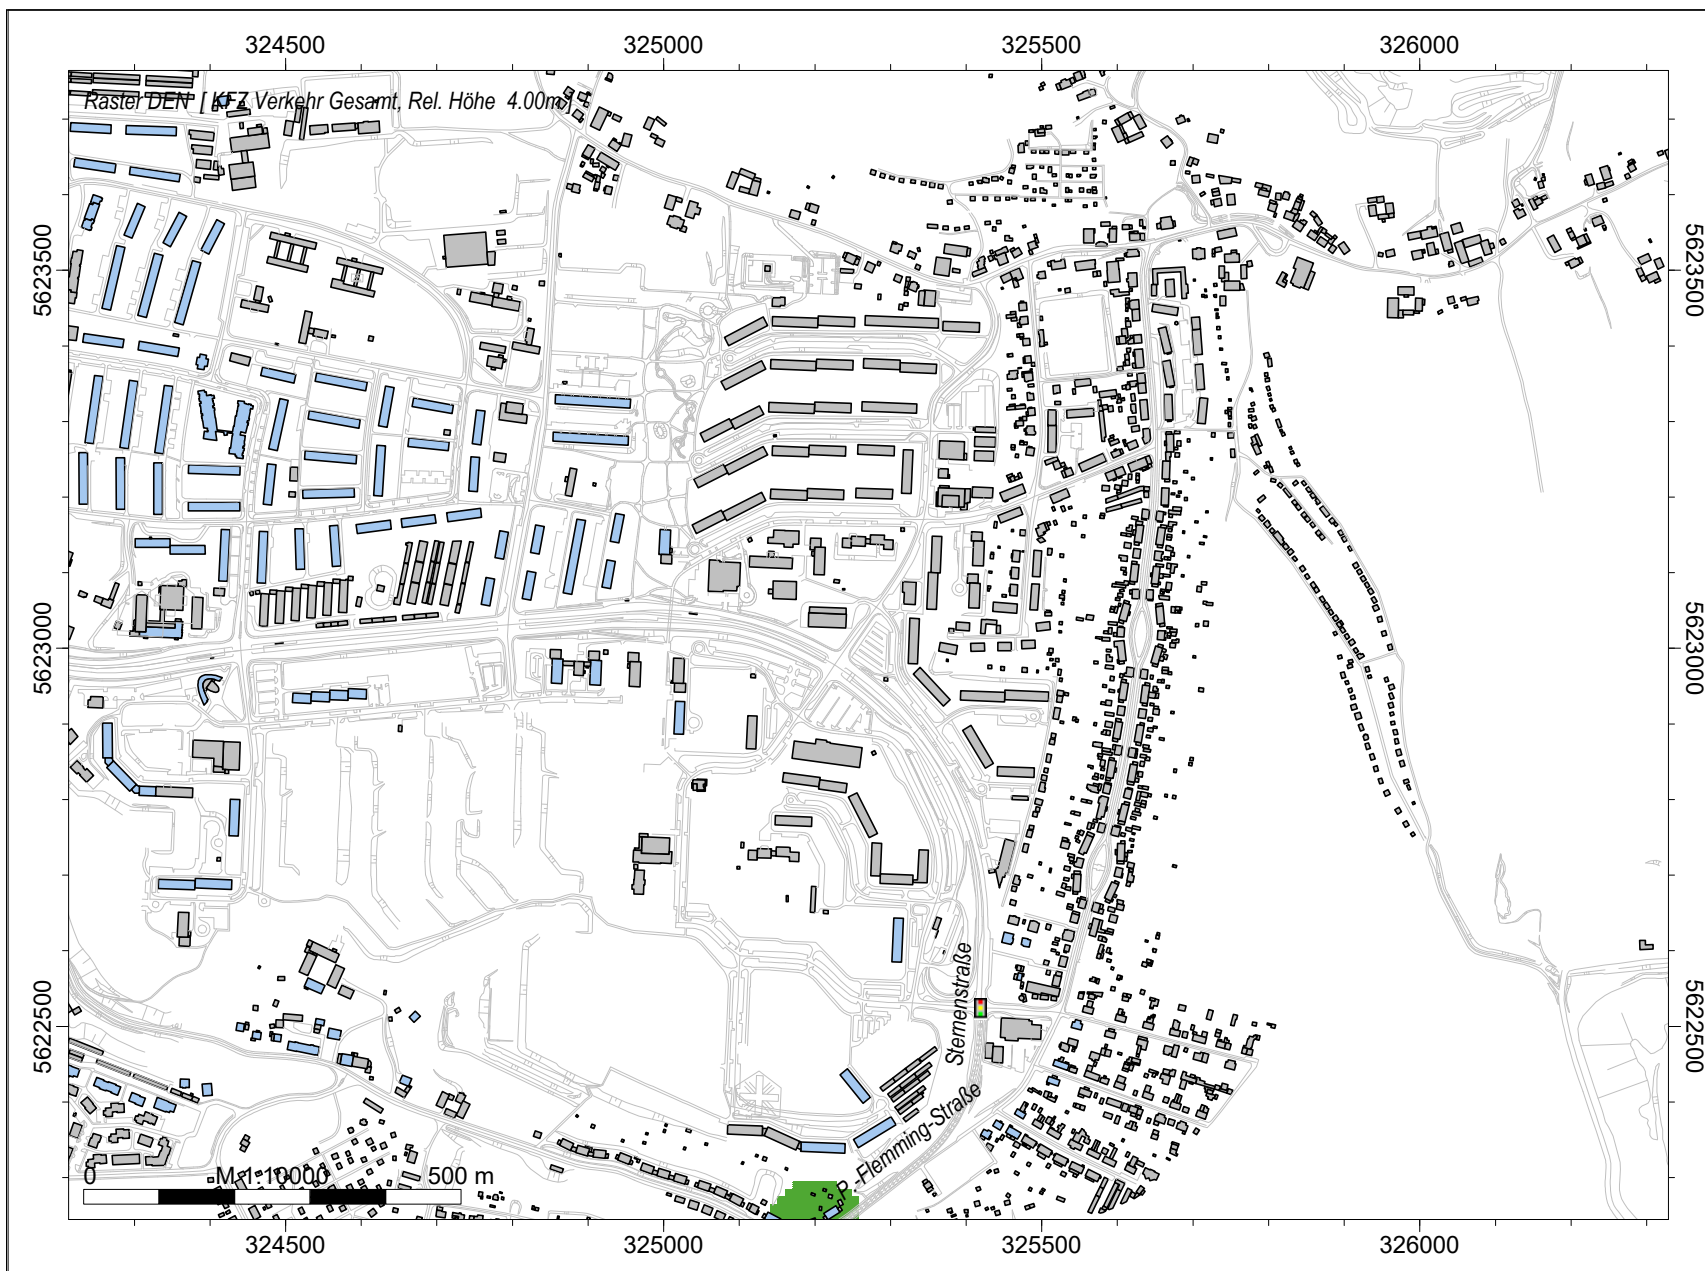 324500 325000 325500 326000
Raster DEN [ KFZ Verkehr Gesamt, Rel. Höhe 4.00m ]
5623500
5623500
5623000
5623000
Sternenstraße
5622500
5622500
P.-Flemming-Straße
0 M 1:10000 500 m
324500 325000 325500 326000